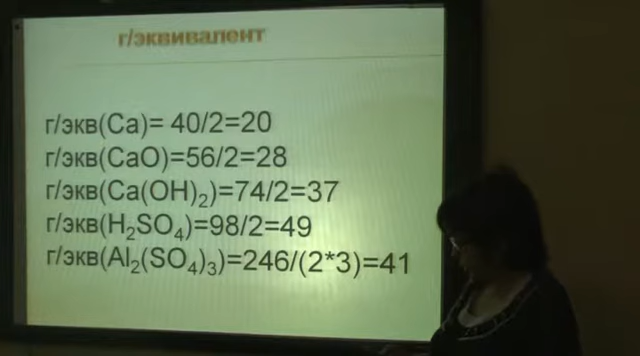 г/эквивалент
г/экв(Ca)= 40/2=20
г/экв(CaO)=56/2=28
г/экв(Ca(OH)₂)=74/2=37
г/экв(H₂SO₄)=98/2=49
г/экв(Al₂(SO₄)₃)=246/(2*3)=41